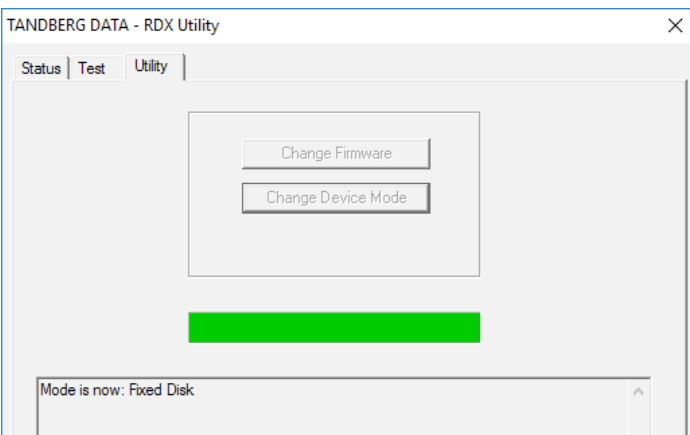 TANDBERG DATA - RDX Utility
Status Test Utility
Change Firmware
Change Device Mode
Mode is now: Fixed Disk